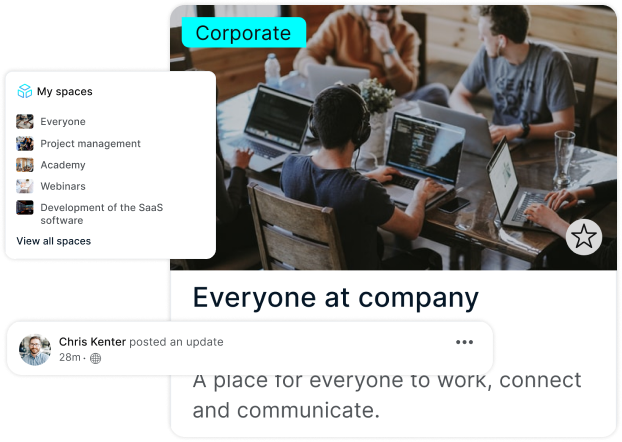 Corporate
My spaces
Everyone
Project management
Academy
Webinars
Development of the SaaS
software
View all spaces
Everyone at company
Chris Kenter posted an update
28m ·
A place for everyone to work, connect
and communicate.